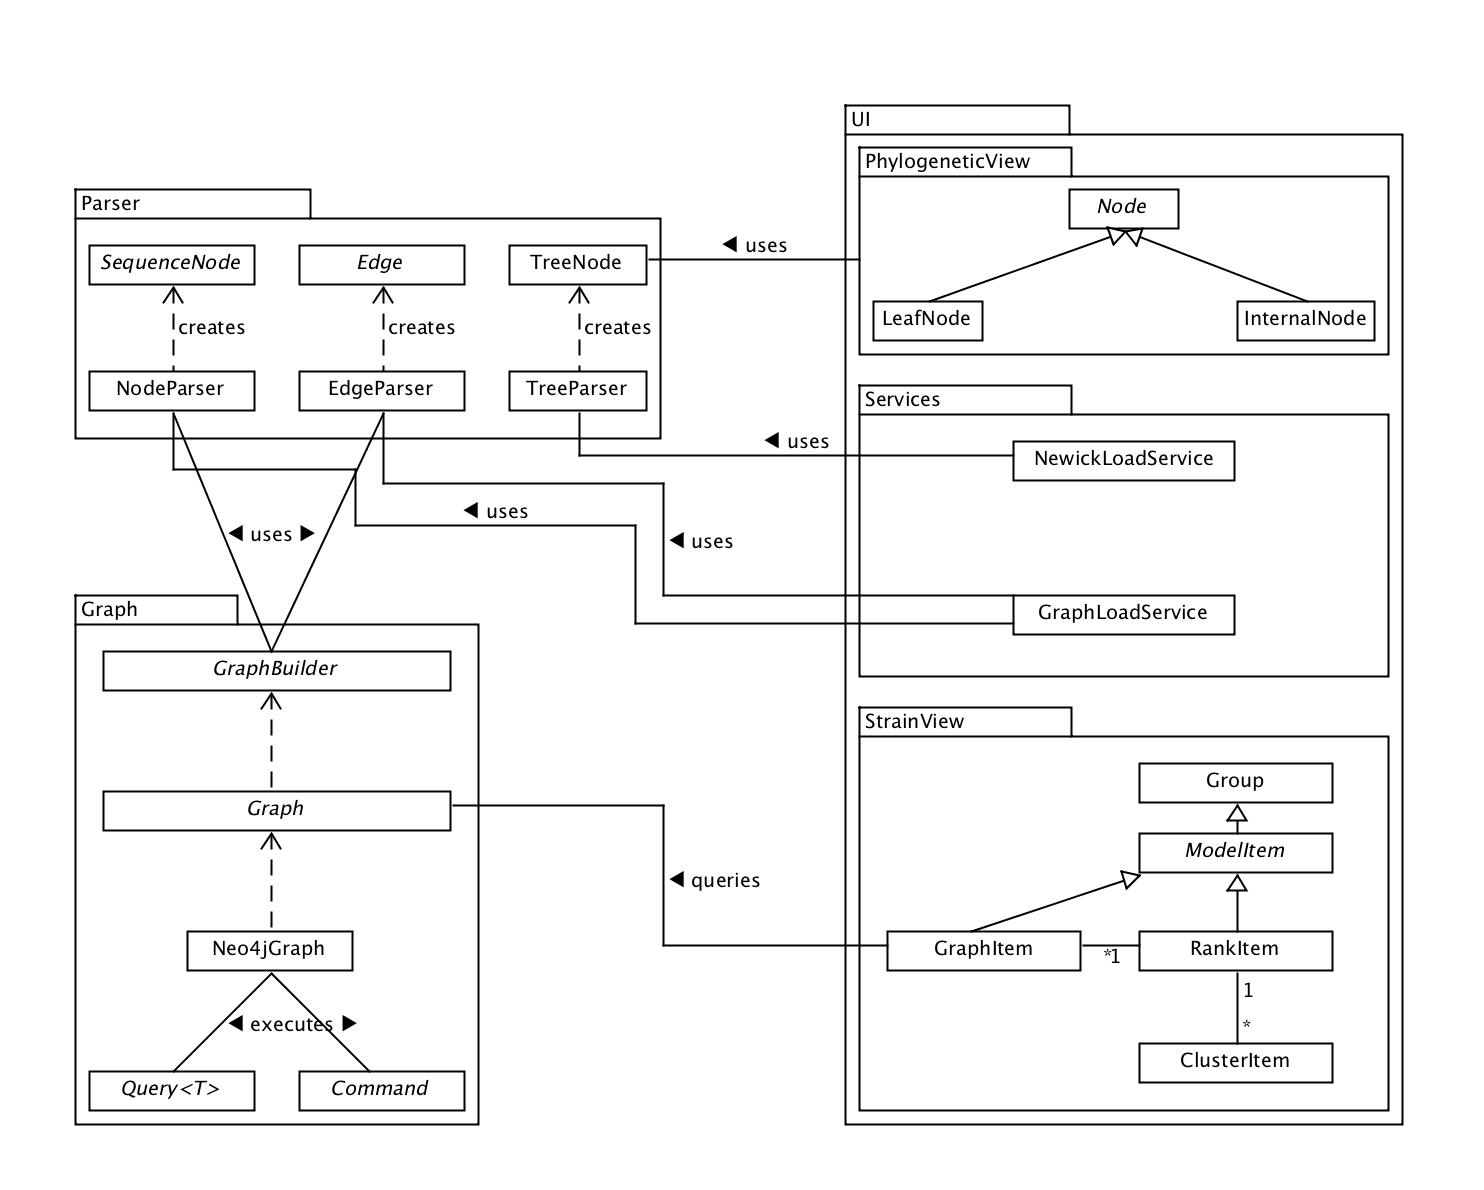 UI
PhylogeneticView
Node
LeafNode
InternalNode
Parser
SequenceNode
Edge
TreeNode
◀ uses
creates
creates
creates
NodeParser
EdgeParser
TreeParser
Services
◀ uses
NewickLoadService
◀ uses
◀ uses ▶
◀ uses
GraphLoadService
Graph
GraphBuilder
Graph
◀ queries
Neo4jGraph
◀ executes ▶
Query<T>
Command
StrainView
Group
ModelItem
GraphItem
*1
RankItem
1
*
ClusterItem